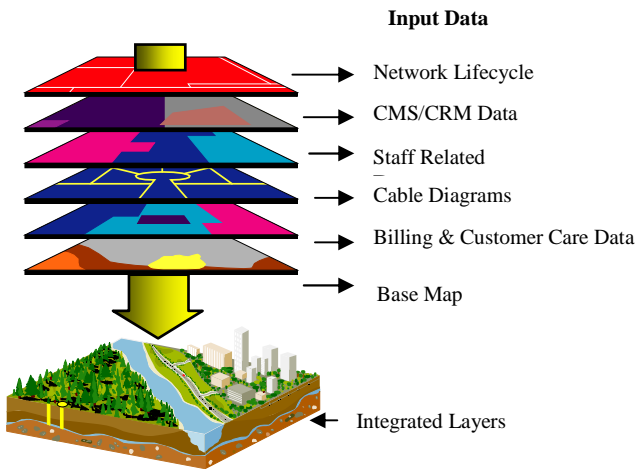 Input Data
Network Lifecycle
CMS/CRM Data
Staff Related
Cable Diagrams
Billing & Customer Care Data
Base Map
Integrated Layers